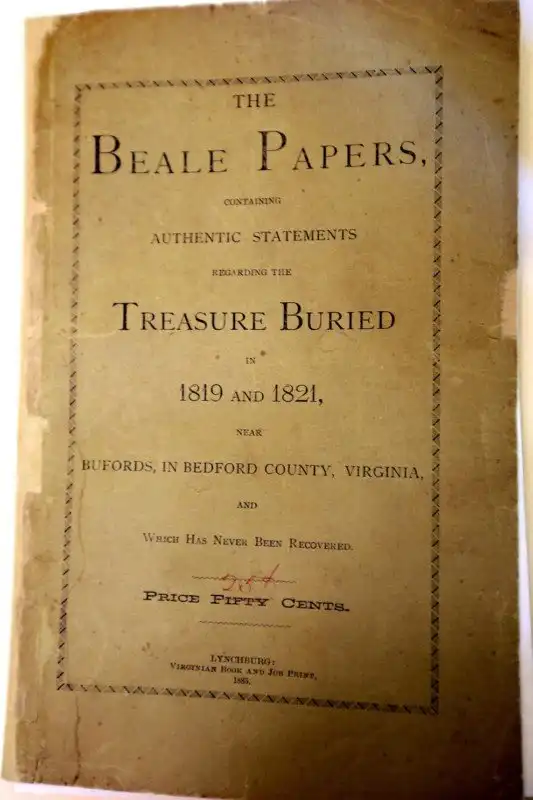 THE
BEALE PAPERS,
CONTAINING
AUTHENTIC STATEMENTS
REGARDING THE
TREASURE BURIED
IN
1819 AND 1821,
NEAR
BUFORDS, IN BEDFORD COUNTY, VIRGINIA,
AND
WHICH HAS NEVER BEEN RECOVERED.
PRICE FIFTY CENTS.
LYNCHBURG:
VIRGINIAN BOOK AND JOB PRINT,
1885.